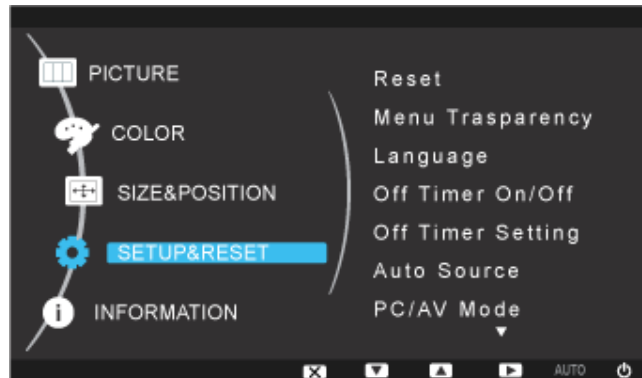 PICTURE
COLOR
SIZE&POSITION
SETUP&RESET
INFORMATION
Reset
Menu Trasparency
Language
Off Timer On/Off
Off Timer Setting
Auto Source
PC/AV Mode
AUTO